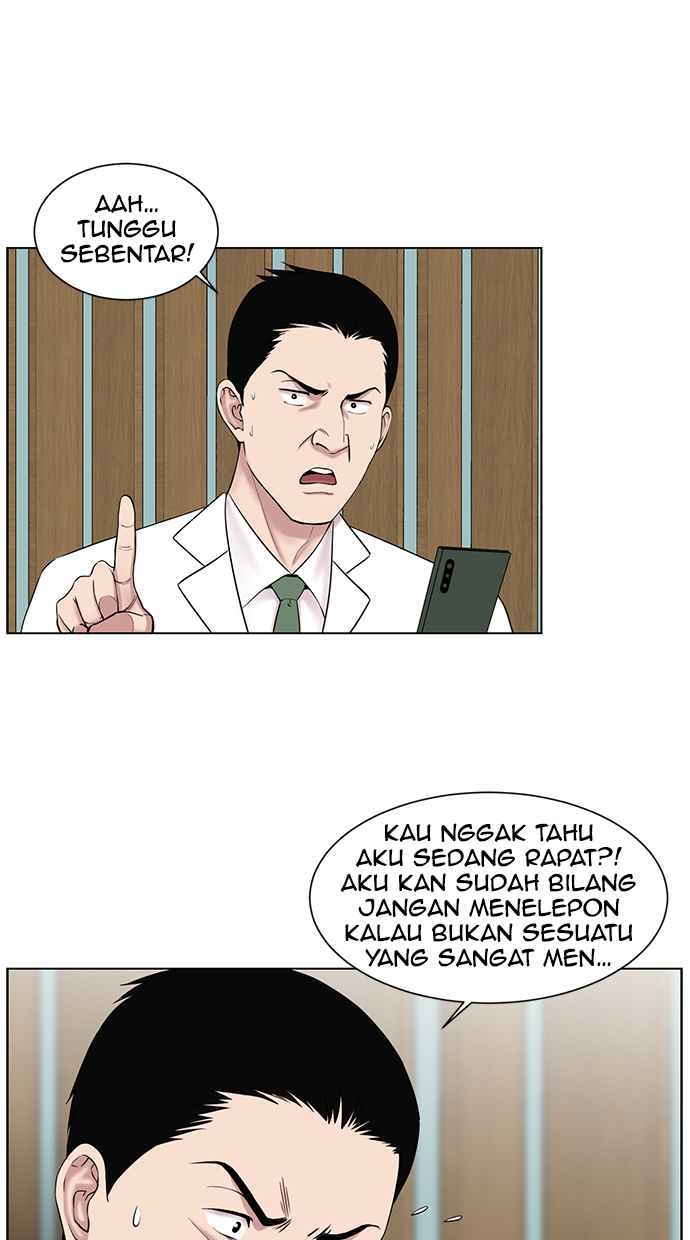 AAH...
TUNGGU
SEBENTAR!
KAU NGGAK TAHU
AKU SEDANG RAPAT?!
AKU KAN SUDAH BILANG
JANGAN MENELEPON
KALAU BUKAN SESUATU
YANG SANGAT MEN...